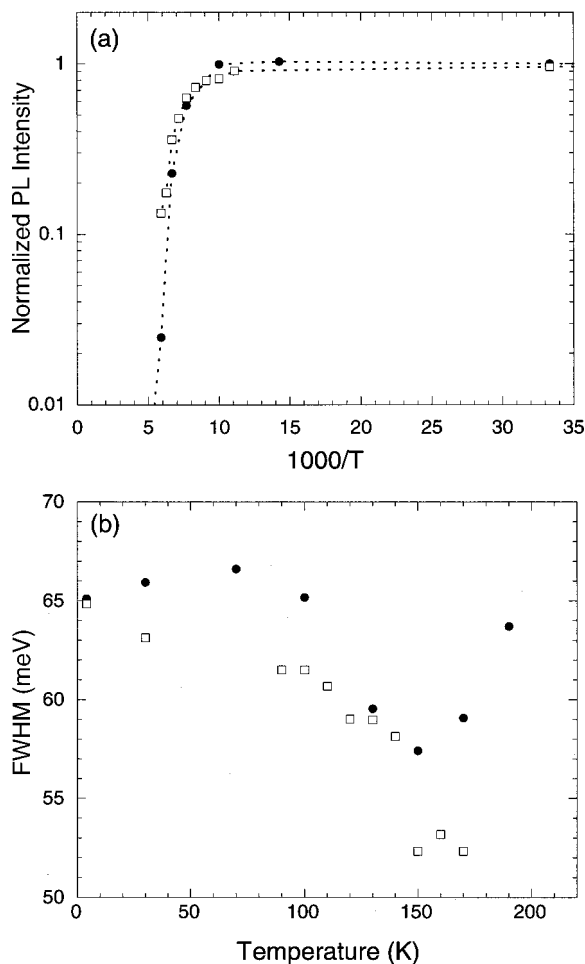 (a)
Normalized PL Intensity
1
0.1
0.01
0 5 10 15 20 25 30 35
1000/T
(b)
FWHM (meV)
70
65
60
53
50
0 50 100 150 200
Temperature (K)